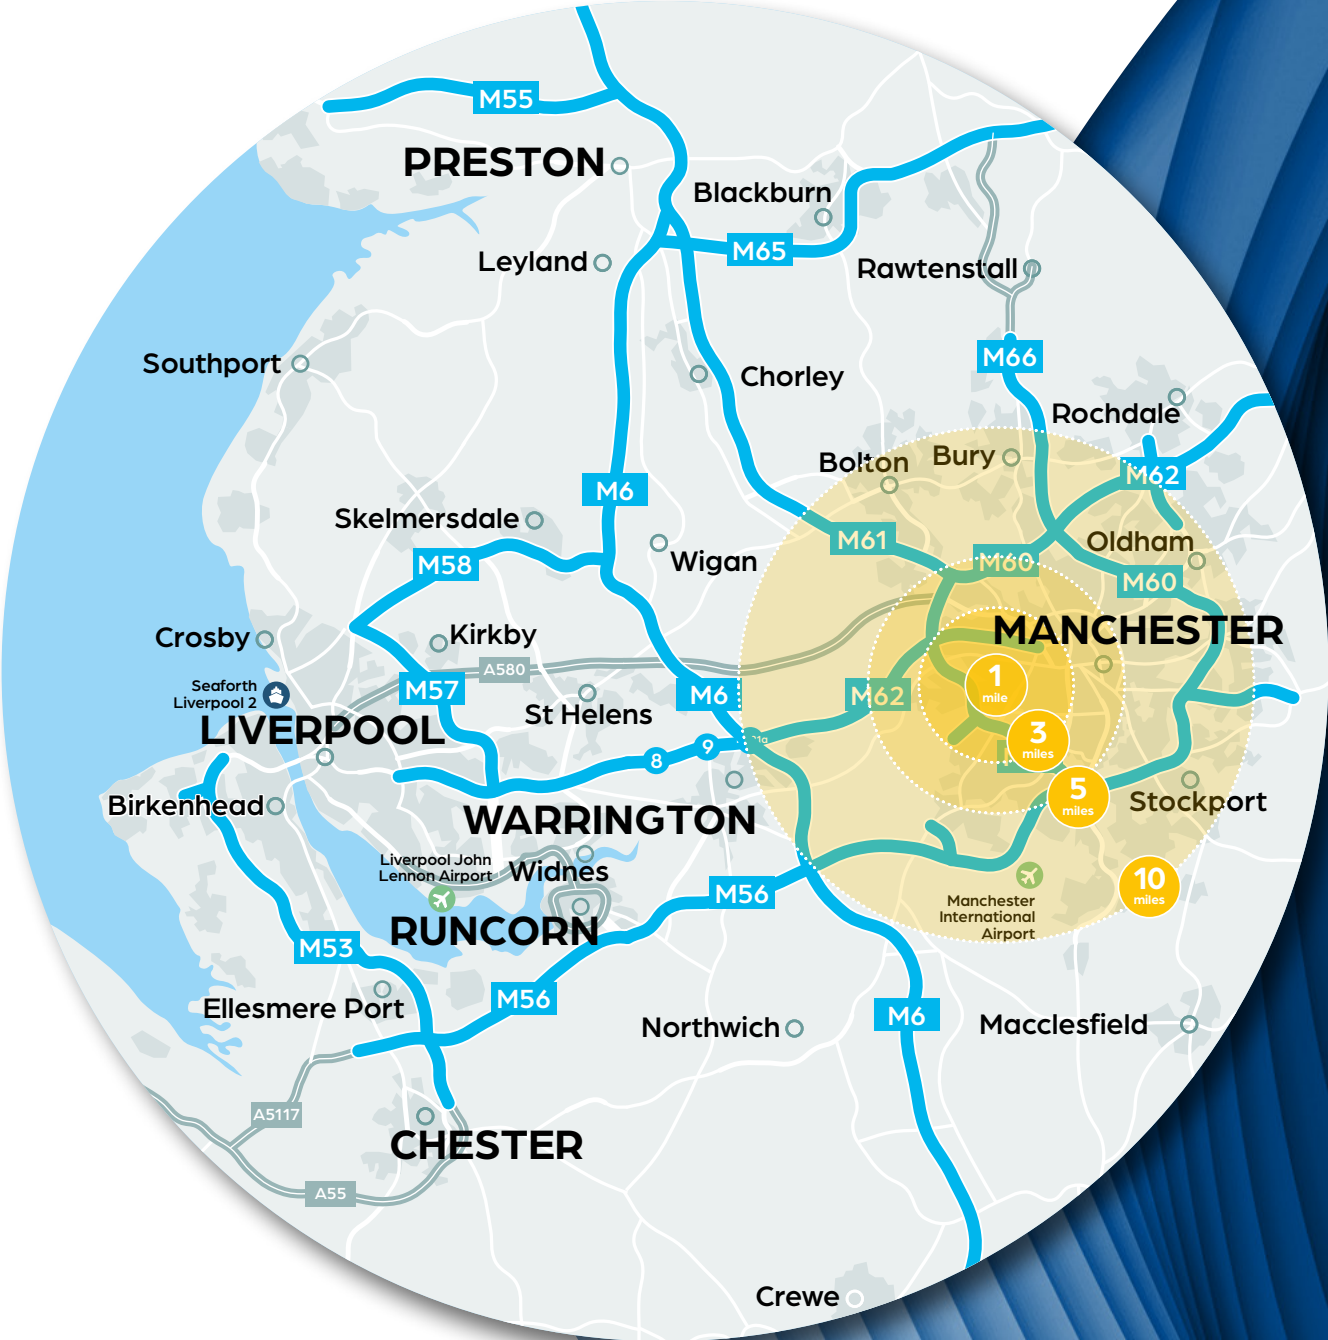 M55
PRESTON
Blackburn
M65
Leyland
Rawtenstall
M66
Southport
Chorley
Rochdale
Bolton
Bury
M62
M6
Skelmersdale
M61
Oldham
M58
Wigan
M60
M60
Crosby
Kirkby
MANCHESTER
A580
M57
Seaforth
Liverpool 2
M6
M62
1
mile
LIVERPOOL
St Helens
3
miles
8
9
21a
Birkenhead
WARRINGTON
5
miles
Stockport
Liverpool John
Lennon Airport
Widnes
M56
10
miles
Manchester
International
Airport
RUNCORN
M53
Ellesmere Port
M56
Northwich
M6
Macclesfield
A5117
CHESTER
A55
Crewe